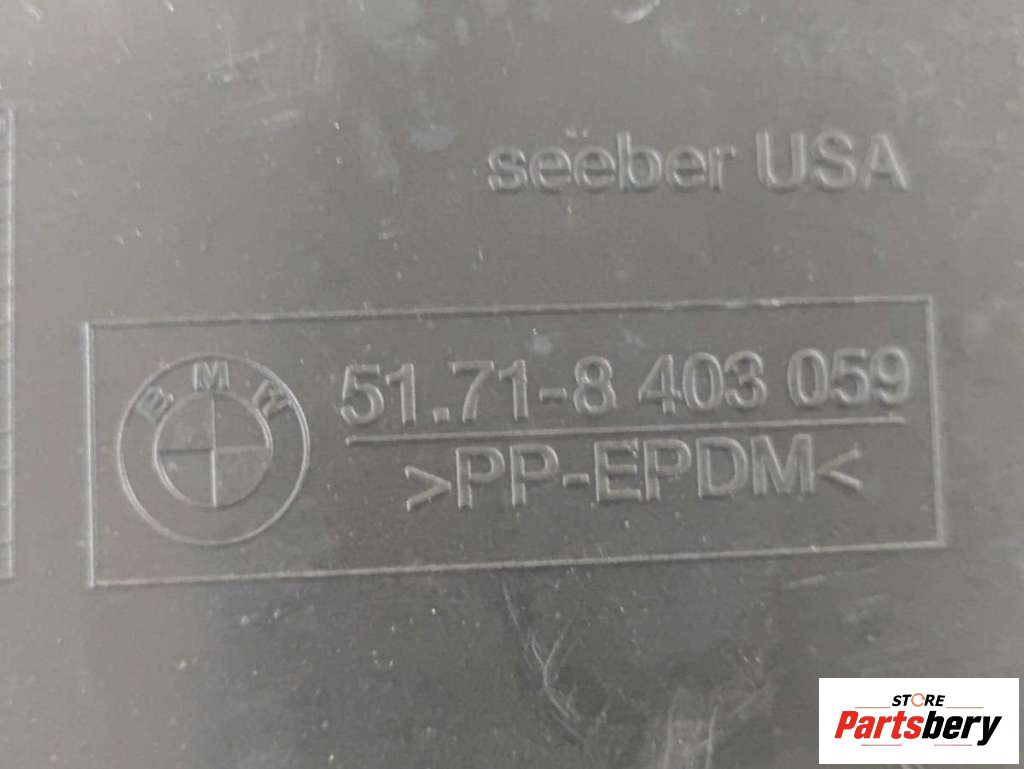 seeber USA
BMW
51.71-8 403 059
>PP-EPDM<
STORE
Partsbery